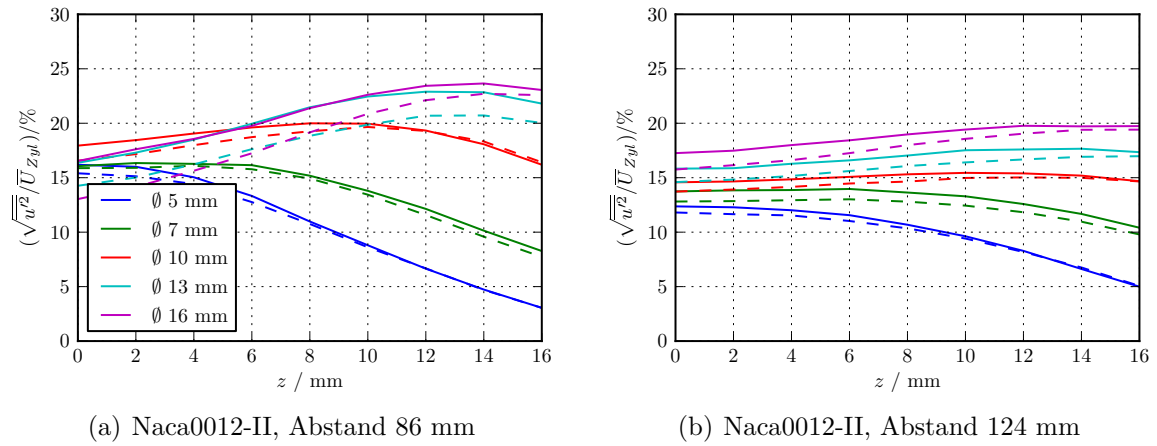 30
25
20
15
10
5
0
(√u′²/U_Zyl)/%
∅ 5 mm
∅ 7 mm
∅ 10 mm
∅ 13 mm
∅ 16 mm
0 2 4 6 8 10 12 14 16
z / mm
(a) Naca0012-II, Abstand 86 mm
30
25
20
15
10
5
0
(√u′²/U_Zyl)/%
0 2 4 6 8 10 12 14 16
z / mm
(b) Naca0012-II, Abstand 124 mm